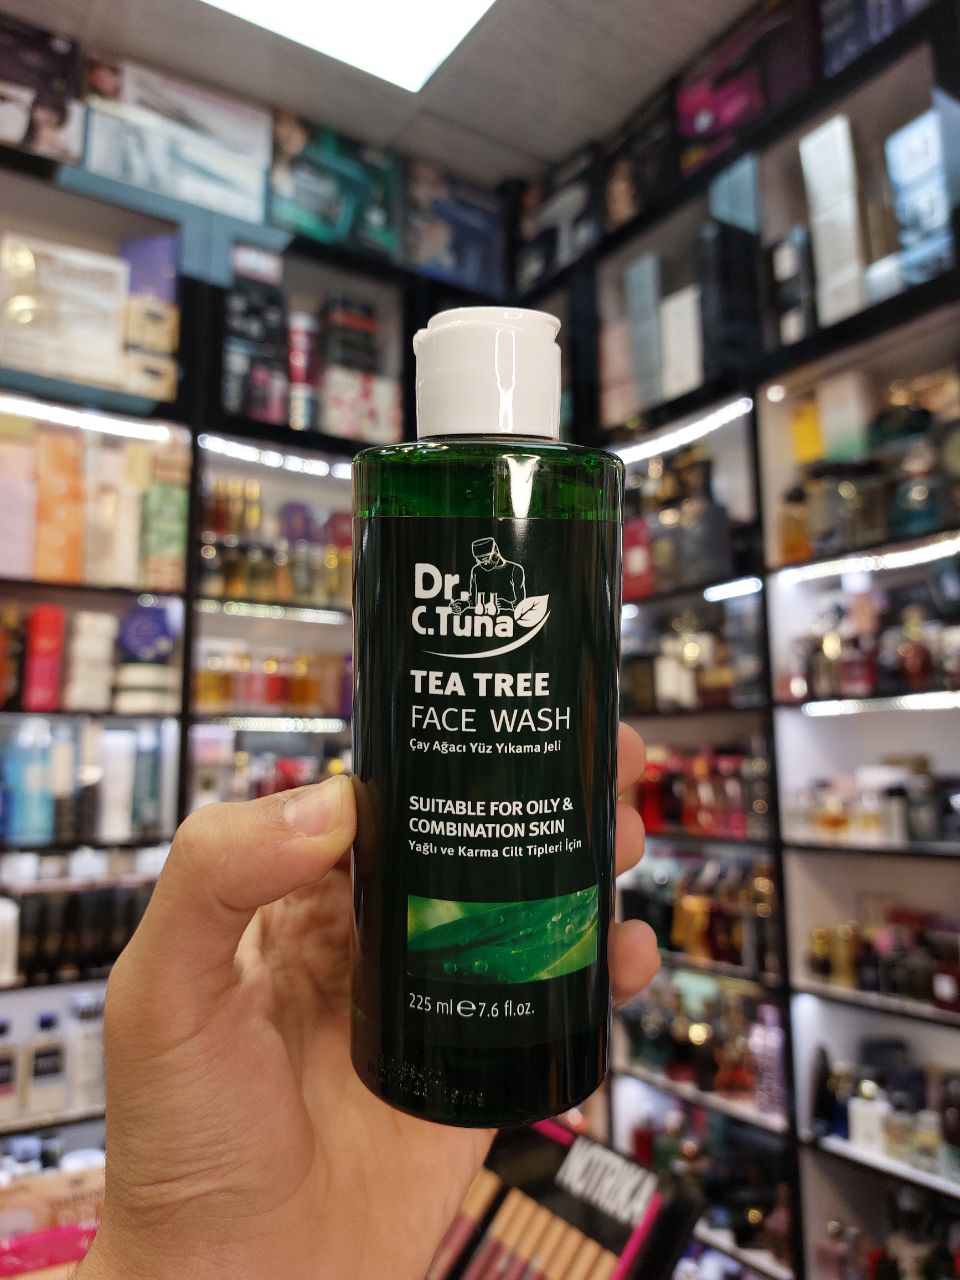 Dr.
C.Tuna
TEA TREE
FACE WASH
Çay Ağacı Yüz Yıkama Jeli
SUITABLE FOR OILY &
COMBINATION SKIN
Yağlı ve Karma Cilt Tipleri İçin
225 ml ℮ 7.6 fl.oz.
NOTRIKA